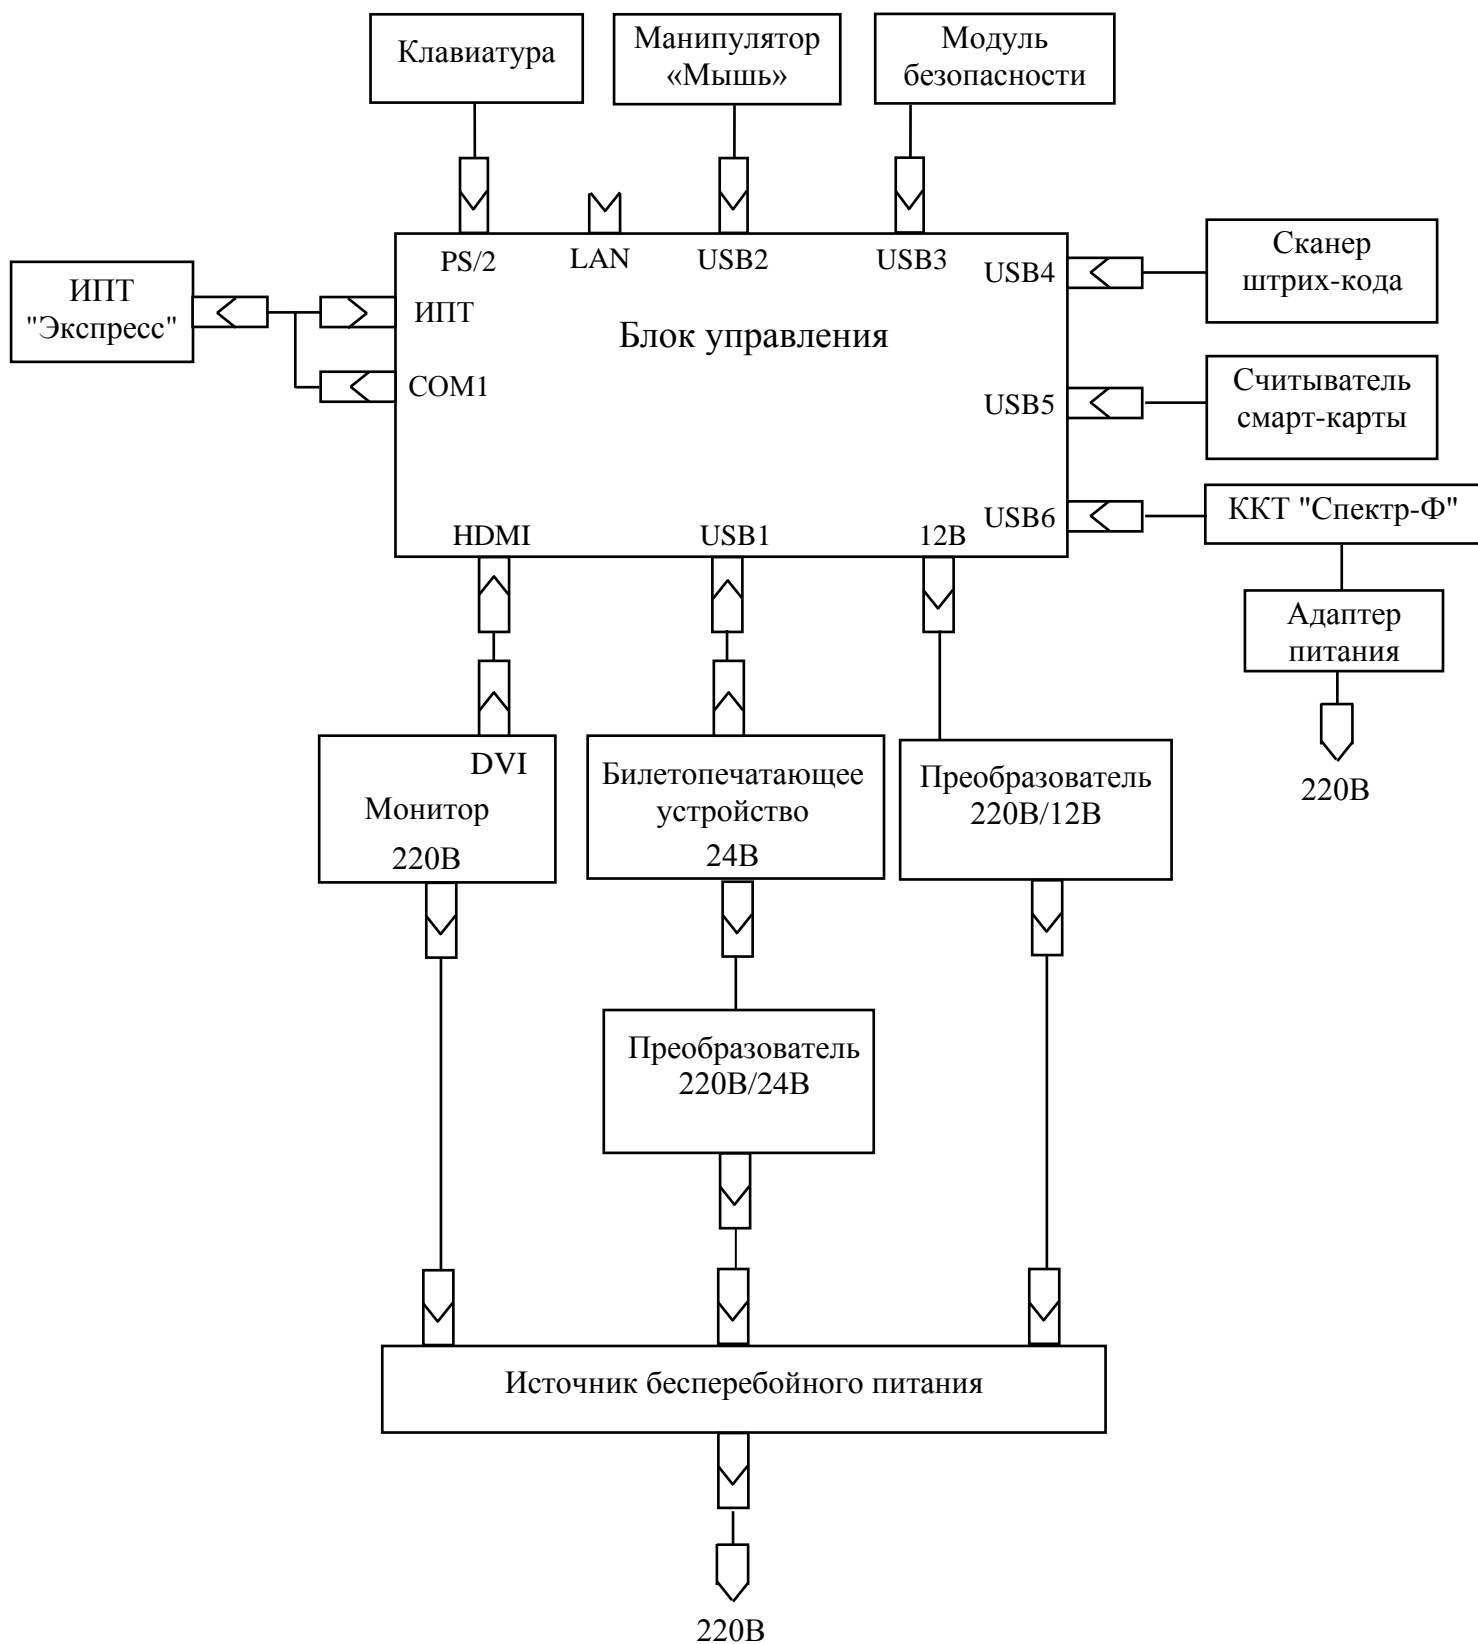 Клавиатура
Манипулятор
«Мышь»
Модуль
безопасности
PS/2
LAN
USB2
USB3
USB4
Сканер
штрих-кода
ИПТ
"Экспресс"
ИПТ
COM1
Блок управления
USB5
Считыватель
смарт-карты
USB6
ККТ "Спектр-Ф"
HDMI
USB1
12В
Адаптер
питания
220В
DVI
Монитор
220В
Билетопечатающее
устройство
24В
Преобразователь
220В/12В
Преобразователь
220В/24В
Источник бесперебойного питания
220В